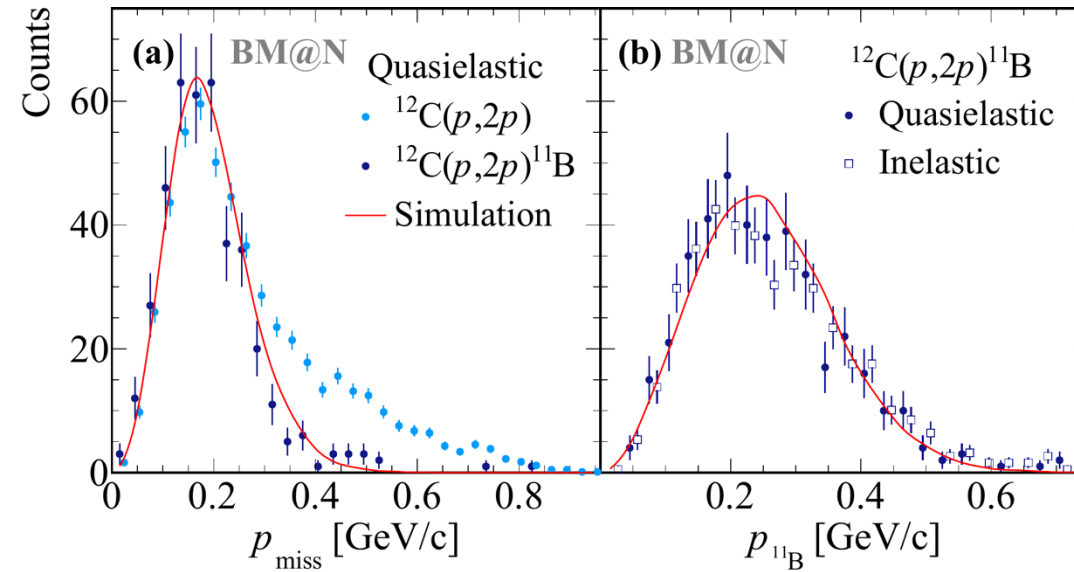 Counts
(a) BM@N
Quasielastic
¹²C(p,2p)
¹²C(p,2p)¹¹B
Simulation
0
20
40
60
0 0.2 0.4 0.6 0.8
p_miss [GeV/c]
(b) BM@N
¹²C(p,2p)¹¹B
Quasielastic
Inelastic
0.2 0.4 0.6
p_¹¹B [GeV/c]